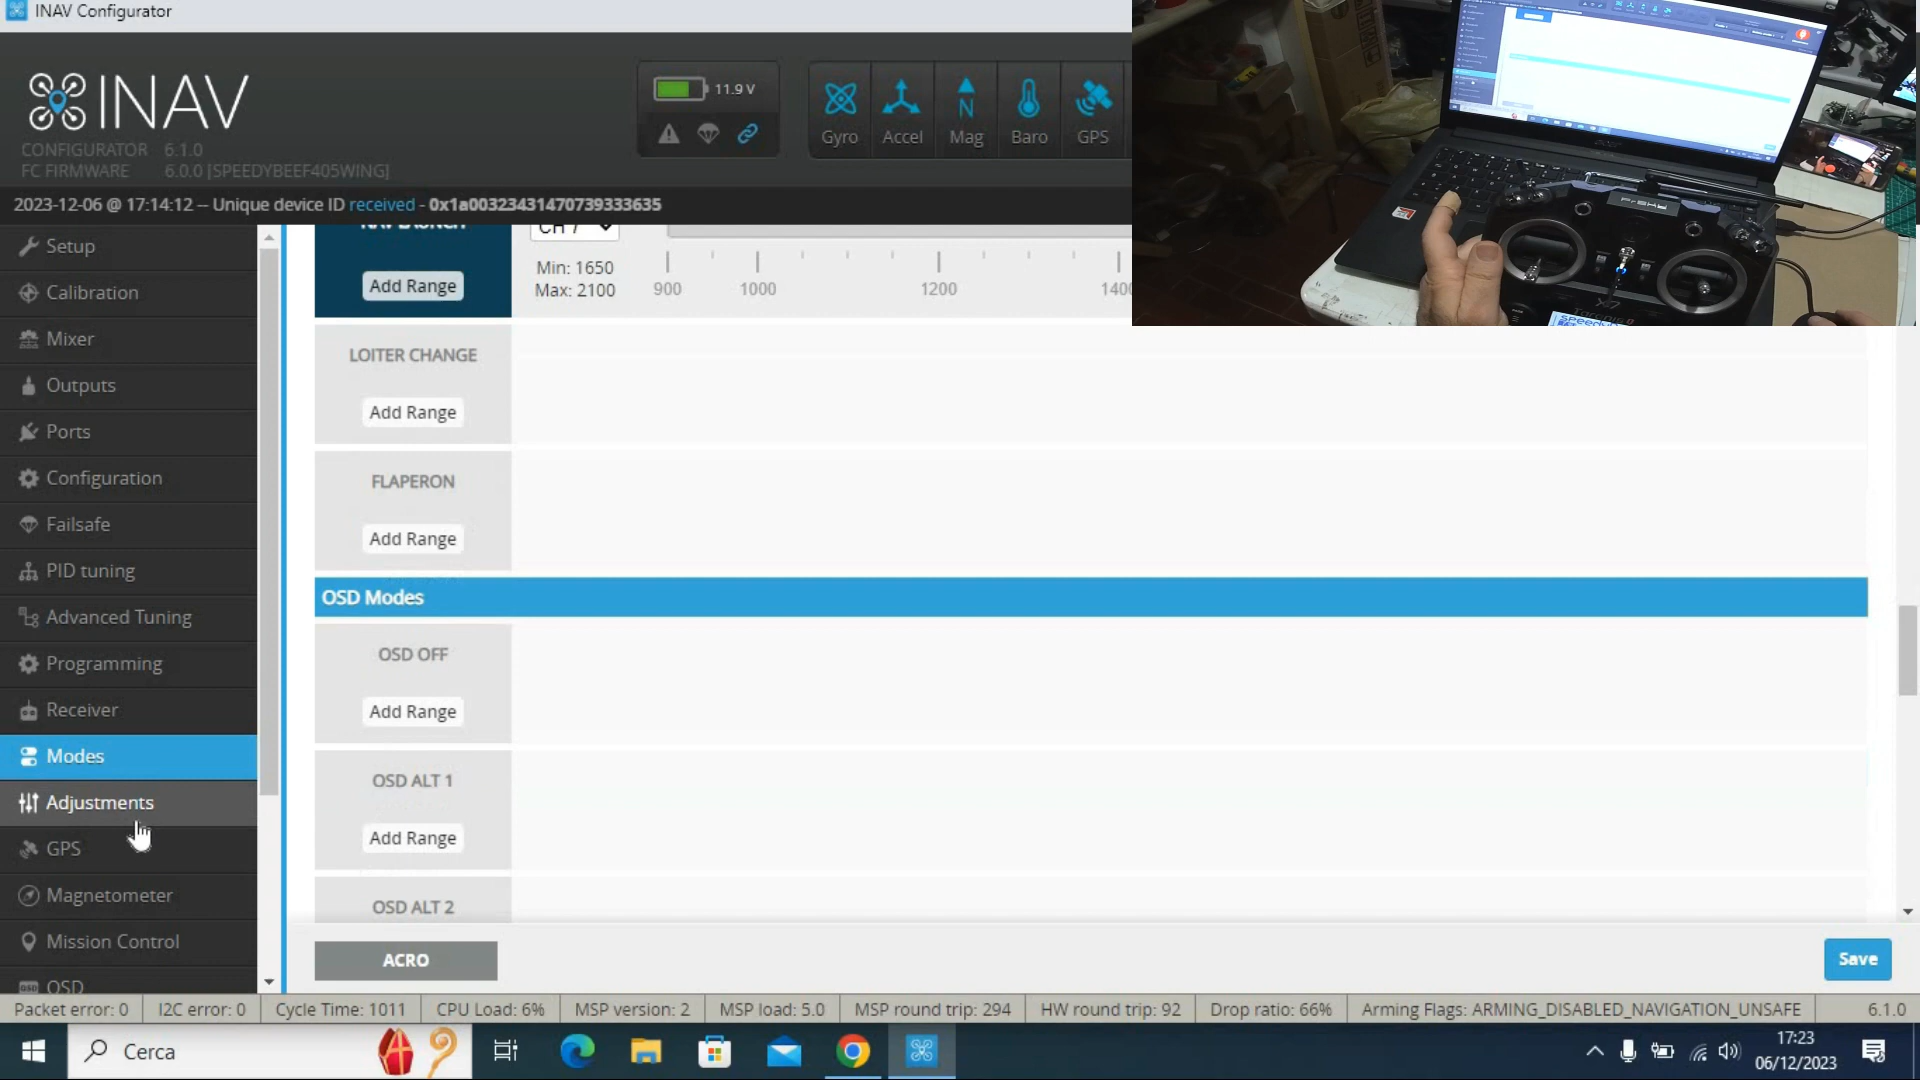 INAV Configurator
INAV
CONFIGURATOR 6.1.0
FC FIRMWARE 6.0.0 [SPEEDYBEEF405WING]
11.9 V
Gyro
Accel
Mag
Baro
GPS
2023-12-06 @ 17:14:12 -- Unique device ID received - 0x1a00323431470739333635
Setup
Calibration
Mixer
Outputs
Ports
Configuration
Failsafe
PID tuning
Advanced Tuning
Programming
Receiver
Modes
Adjustments
GPS
Magnetometer
Mission Control
OSD
NAV LAUNCH
Add Range
CH 7
Min: 1650
Max: 2100
900
1000
1200
1400
LOITER CHANGE
Add Range
FLAPERON
Add Range
OSD Modes
OSD OFF
Add Range
OSD ALT 1
Add Range
OSD ALT 2
ACRO
Save
Packet error: 0
I2C error: 0
Cycle Time: 1011
CPU Load: 6%
MSP version: 2
MSP load: 5.0
MSP round trip: 294
HW round trip: 92
Drop ratio: 66%
Arming Flags: ARMING_DISABLED_NAVIGATION_UNSAFE
6.1.0
Cerca
17:23
06/12/2023